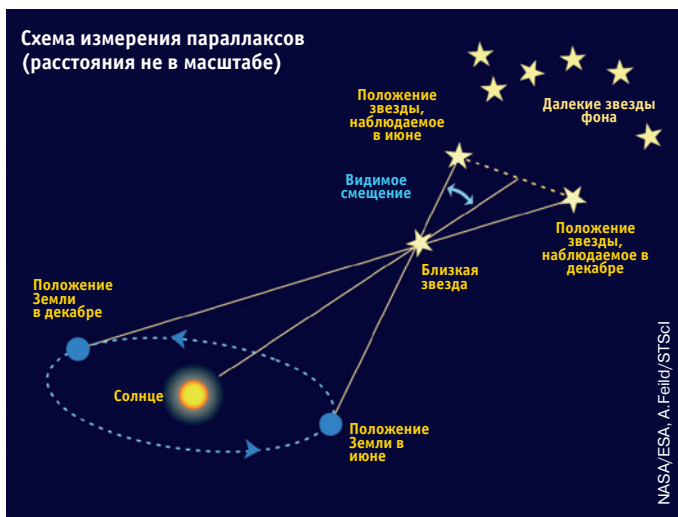 Схема измерения параллаксов
(расстояния не в масштабе)
Положение
звезды,
наблюдаемое
в июне
Далекие звезды
фона
Видимое
смещение
Положение
звезды,
наблюдаемое в
декабре
Близкая
звезда
Положение
Земли
в декабре
Солнце
Положение
Земли в
июне
NASA/ESA, A.Feild/STScI